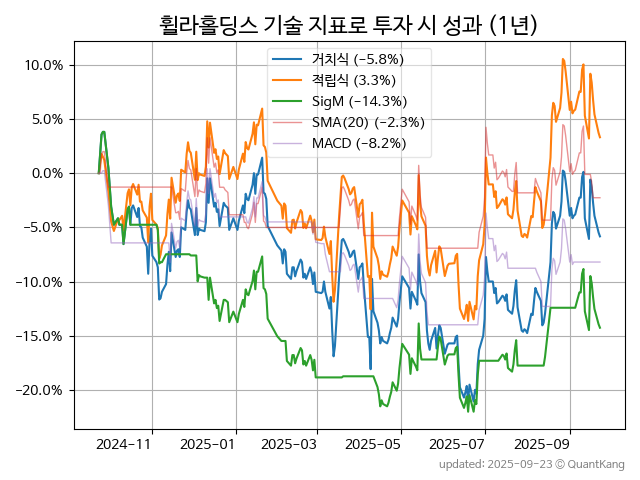 휠라홀딩스 기술 지표로 투자 시 성과 (1년)
거치식 (−5.8%)
적립식 (3.3%)
SigM (−14.3%)
SMA(20) (−2.3%)
MACD (−8.2%)
10.0%
5.0%
0.0%
−5.0%
−10.0%
−15.0%
−20.0%
2024-11 2025-01 2025-03 2025-05 2025-07 2025-09
updated: 2025-09-23 ⓒ QuantKang